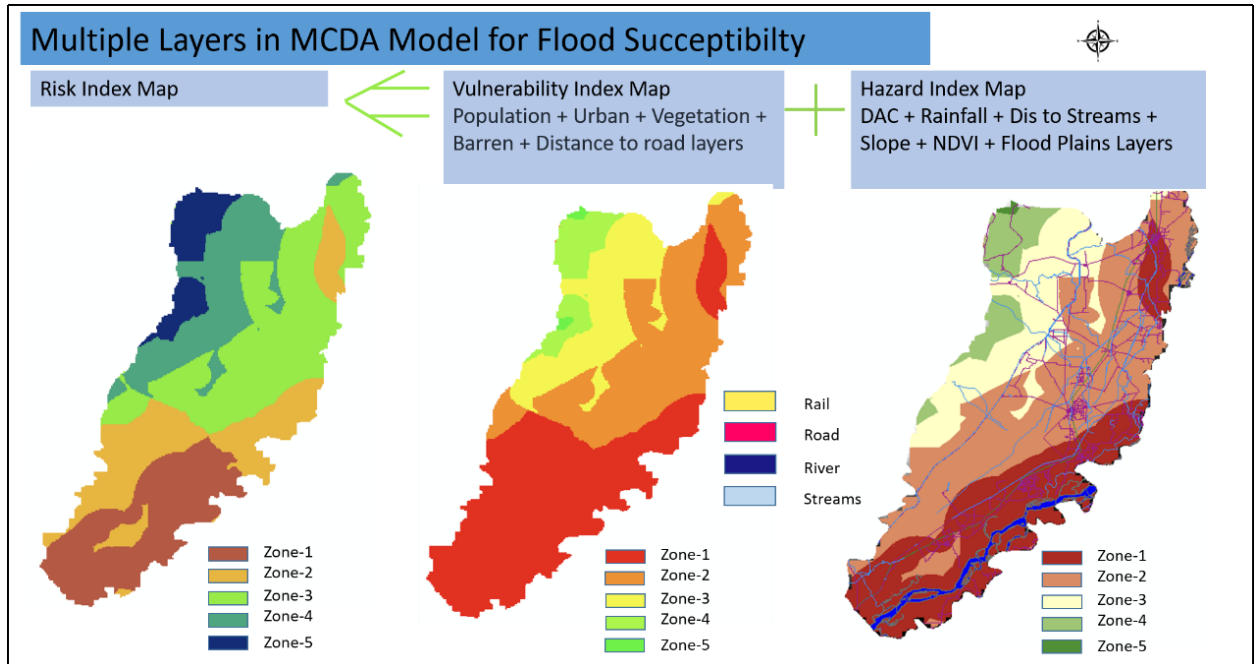 Multiple Layers in MCDA Model for Flood Succeptibilty
Risk Index Map
Vulnerability Index Map
Population + Urban + Vegetation +
Barren + Distance to road layers
Hazard Index Map
DAC + Rainfall + Dis to Streams +
Slope + NDVI + Flood Plains Layers
Zone-1
Zone-2
Zone-3
Zone-4
Zone-5
Zone-1
Zone-2
Zone-3
Zone-4
Zone-5
Rail
Road
River
Streams
Zone-1
Zone-2
Zone-3
Zone-4
Zone-5